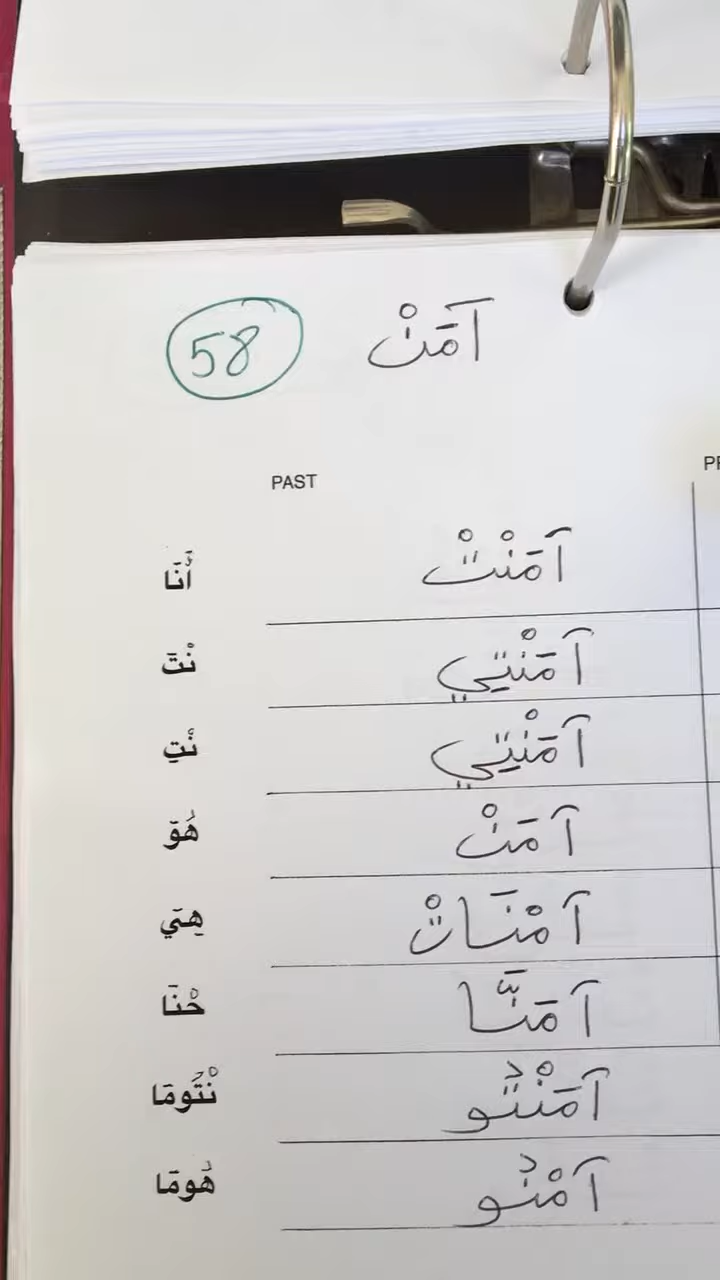 58 آمَنْ
PAST
أَنَا آمَنْتْ
نْتَ آمَنْتِي
نْتِ آمَنْتِي
هُوَ آمَنْ
هِيَ آمْنَاتْ
حْنَا آمَنَّا
نْتُومَا آمَنْتُو
هُومَا آمْنُو